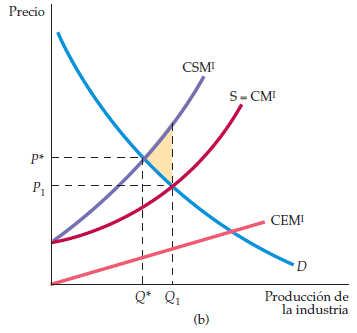 Precio
CSMᴵ
S = CMᴵ
P*
P₁
CEMᴵ
D
Q* Q₁
Producción de
la industria
(b)